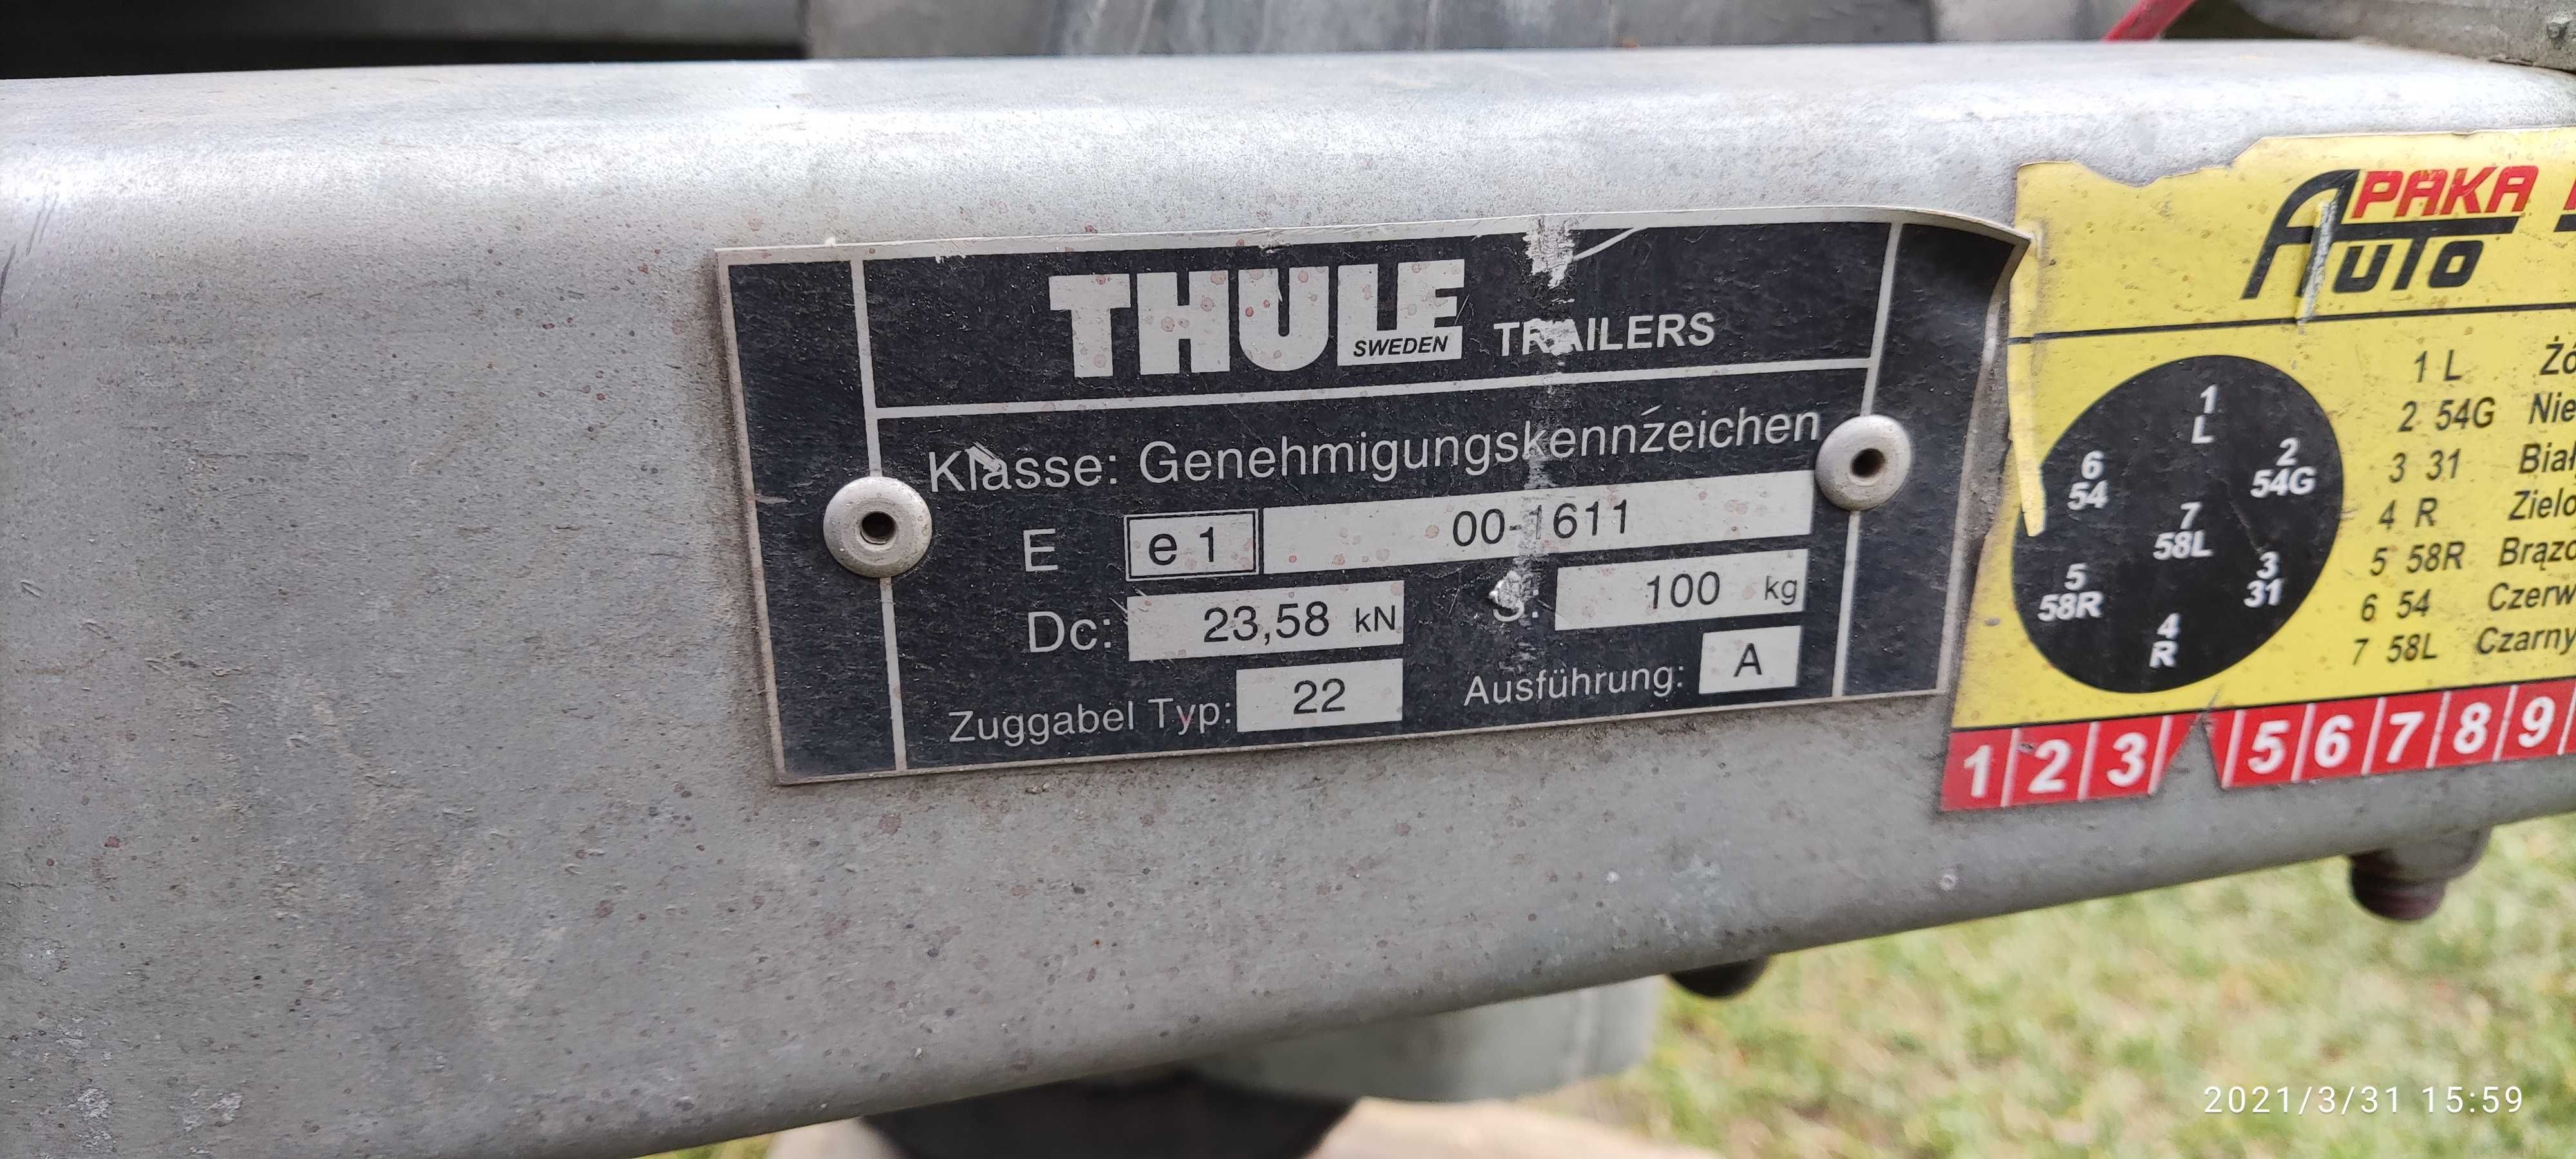 THULE
SWEDEN TRAILERS
Klasse: Genehmigungskennzeichen
E e1 00-1611
Dc: 23,58 kN S: 100 kg
Zuggabel Typ: 22 Ausführung: A
PAKA
AUTO
1
L
2
54G
3
31
4
R
5
58R
6
54
7
58L
1 L
2 54G
3 31
4 R
5 58R
6 54
7 58L
1 2 3 5 6 7 8 9
2021/3/31 15:59